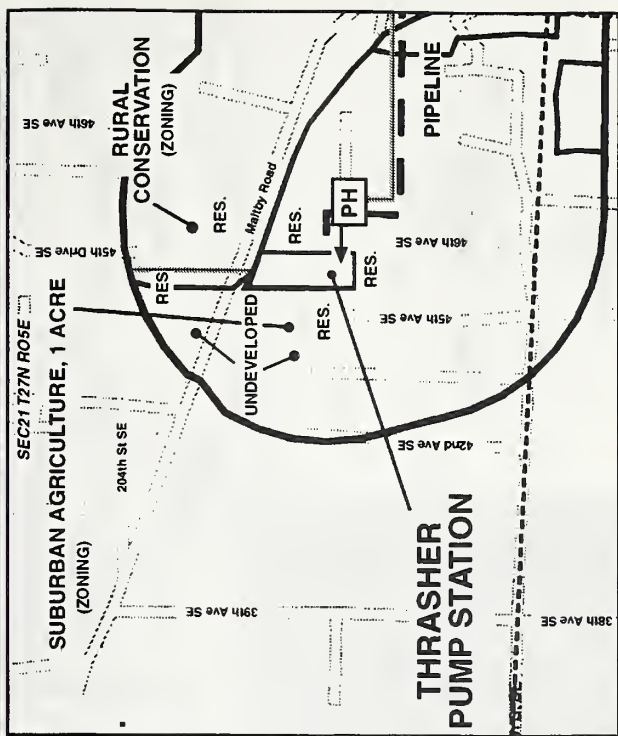 SEC21 T27N RO5E
SUBURBAN AGRICULTURE, 1 ACRE
(ZONING)
45th Drive SE
46th Ave SE
RURAL
CONSERVATION
(ZONING)
204th St SE
RES.
RES.
Maltby Road
UNDEVELOPED
RES.
RES.
PH
RES.
PIPELINE
39th Ave SE
42nd Ave SE
45th Ave SE
46th Ave SE
THRASHER
PUMP STATION
38th Ave SE